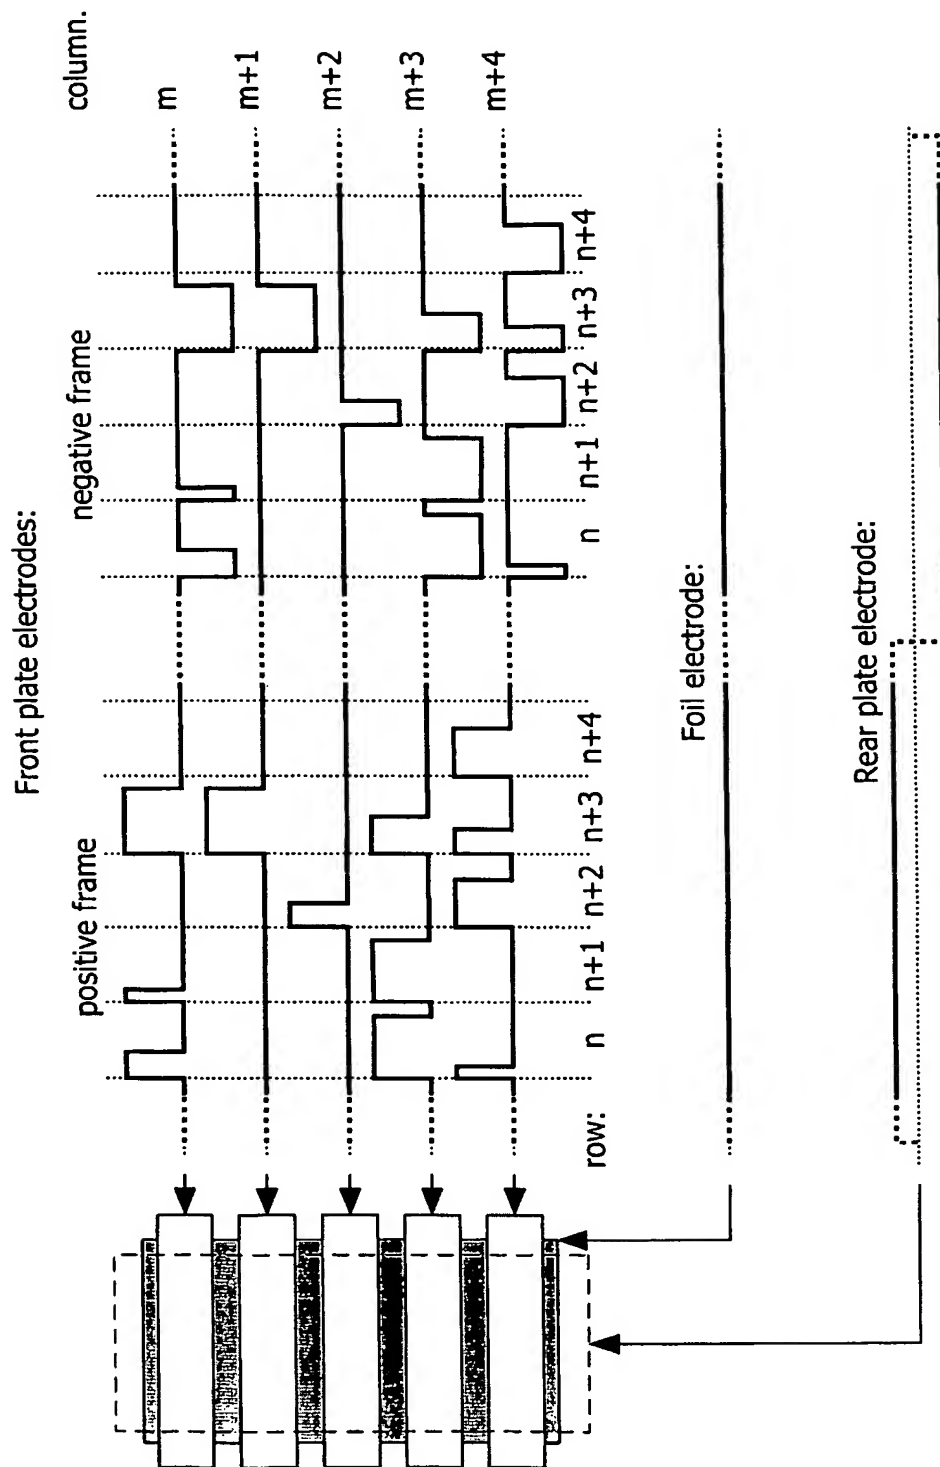 Front plate electrodes:
positive frame
negative frame
column.
m
m+1
m+2
m+3
m+4
row:
n
n+1
n+2
n+3
n+4
n
n+1
n+2
n+3
n+4
Foil electrode:
Rear plate electrode: